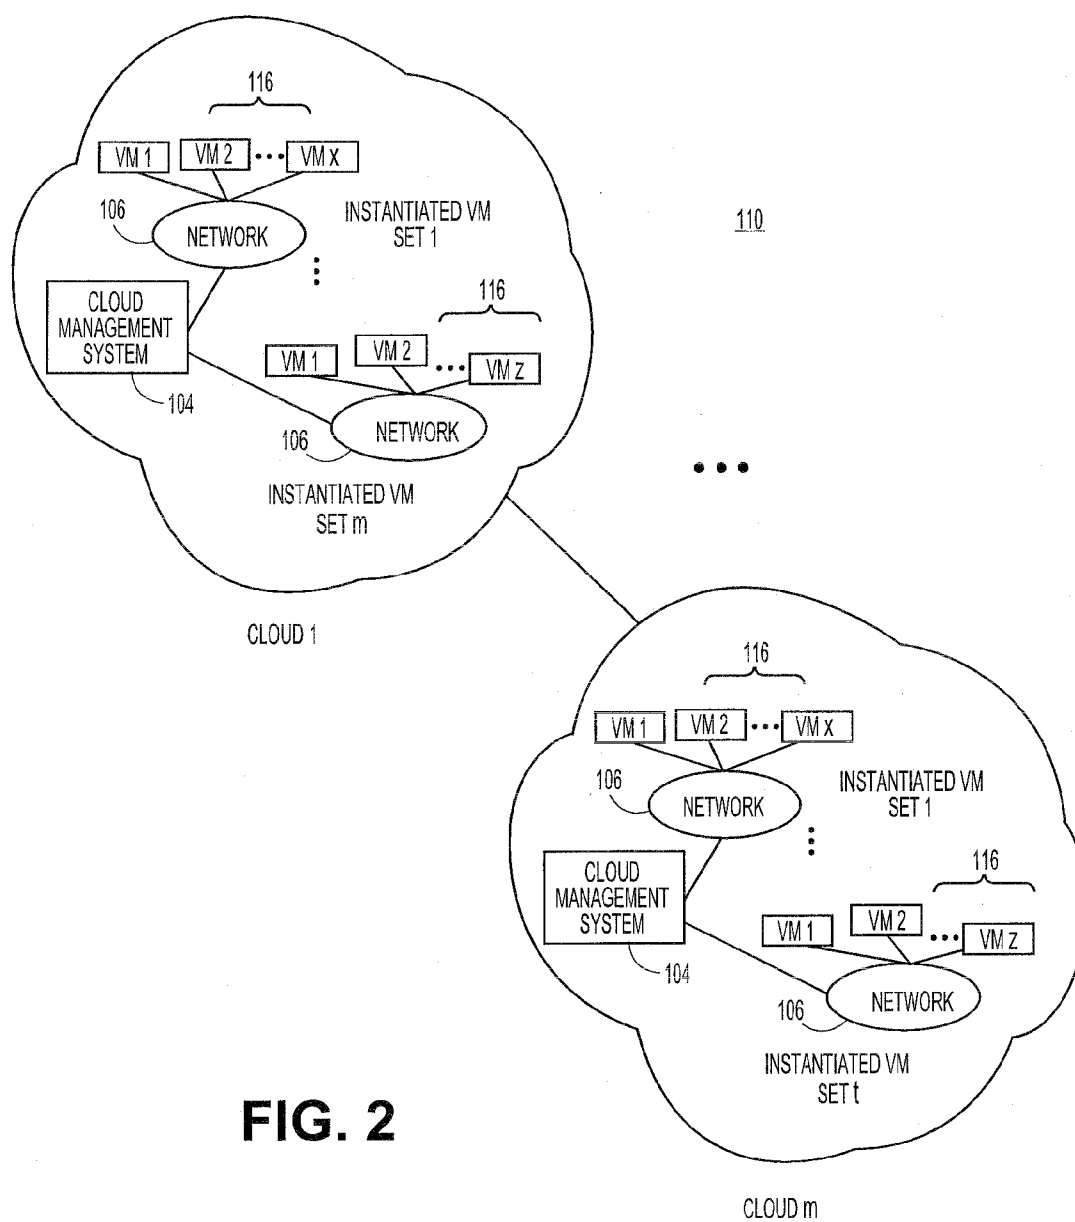 116
VM 1
VM 2
VM x
106
NETWORK
INSTANTIATED VM
SET 1
110
CLOUD
MANAGEMENT
SYSTEM
104
116
VM 1
VM 2
VM z
106
NETWORK
INSTANTIATED VM
SET m
CLOUD 1
116
VM 1
VM 2
VM x
106
NETWORK
INSTANTIATED VM
SET 1
CLOUD
MANAGEMENT
SYSTEM
104
116
VM 1
VM 2
VM z
106
NETWORK
INSTANTIATED VM
SET t
FIG. 2
CLOUD m